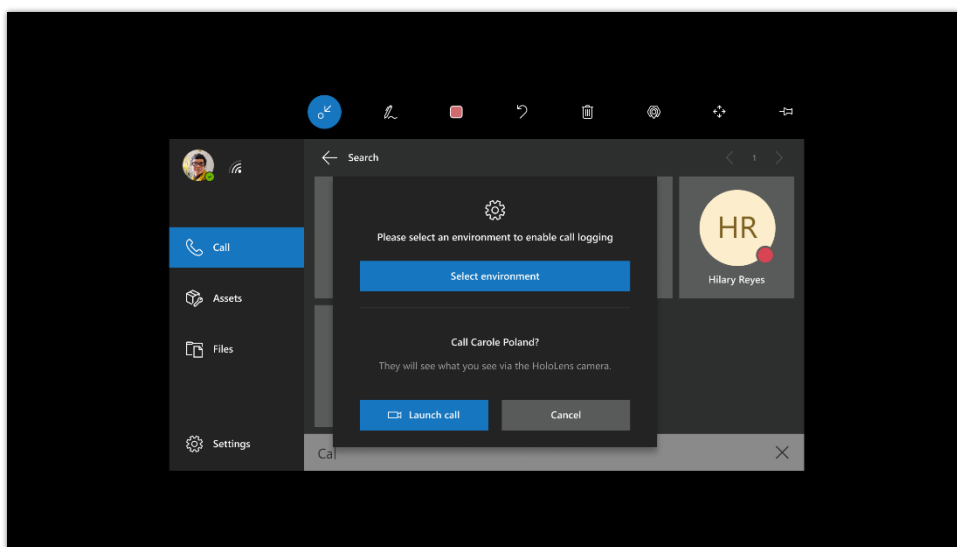 Search
1
Please select an environment to enable call logging
HR
Call
Select environment
Hilary Reyes
Assets
Call Carole Poland?
Files
They will see what you see via the HoloLens camera.
Launch call
Cancel
Settings
Cal